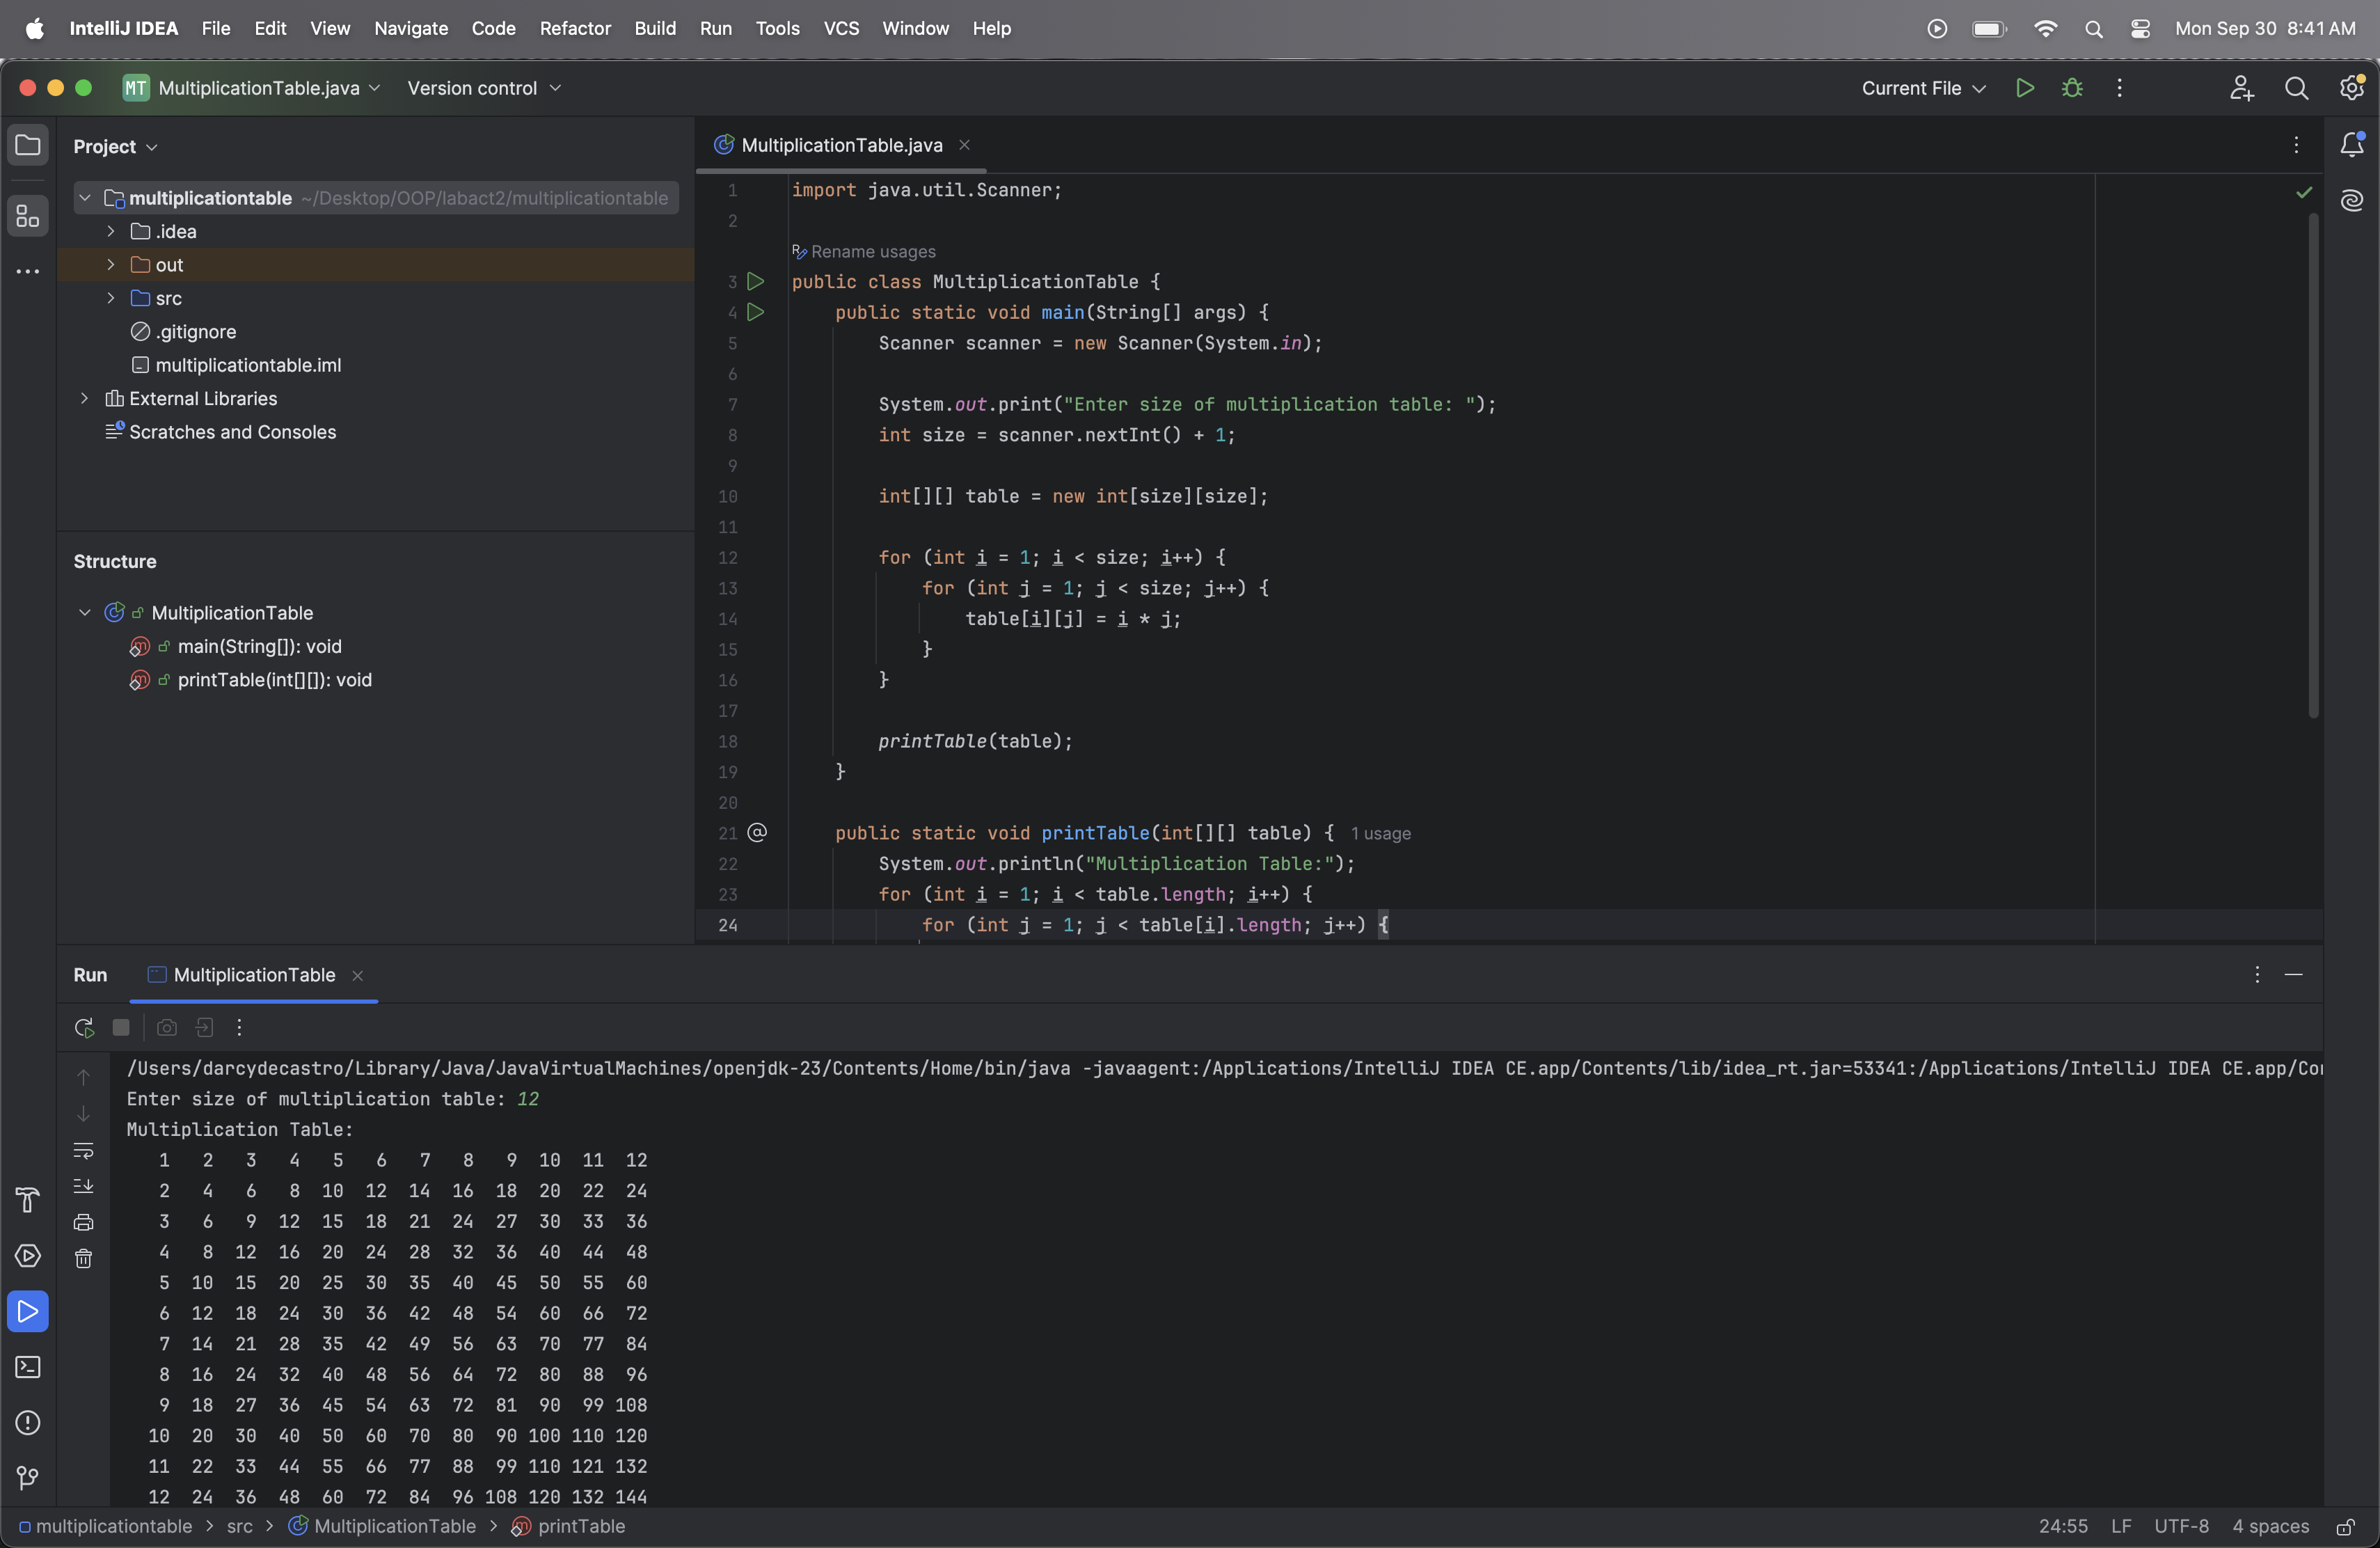 IntelliJ IDEA File Edit View Navigate Code Refactor Build Run Tools VCS Window Help Mon Sep 30 8:41 AM
MT MultiplicationTable.java Version control Current File
Project
multiplicationtable ~/Desktop/OOP/labact2/multiplicationtable
.idea
out
src
.gitignore
multiplicationtable.iml
External Libraries
Scratches and Consoles
Structure
MultiplicationTable
main(String[]): void
printTable(int[][]): void
MultiplicationTable.java
1 import java.util.Scanner;
2
Rename usages
3 public class MultiplicationTable {
4 public static void main(String[] args) {
5 Scanner scanner = new Scanner(System.in);
6
7 System.out.print("Enter size of multiplication table: ");
8 int size = scanner.nextInt() + 1;
9
10 int[][] table = new int[size][size];
11
12 for (int i = 1; i < size; i++) {
13 for (int j = 1; j < size; j++) {
14 table[i][j] = i * j;
15 }
16 }
17
18 printTable(table);
19 }
20
21 @ public static void printTable(int[][] table) { 1 usage
22 System.out.println("Multiplication Table:");
23 for (int i = 1; i < table.length; i++) {
24 for (int j = 1; j < table[i].length; j++) {
Run MultiplicationTable
/Users/darcydecastro/Library/Java/JavaVirtualMachines/openjdk-23/Contents/Home/bin/java -javaagent:/Applications/IntelliJ IDEA CE.app/Contents/lib/idea_rt.jar=53341:/Applications/IntelliJ IDEA CE.app/Co
Enter size of multiplication table: 12
Multiplication Table:
1 2 3 4 5 6 7 8 9 10 11 12
2 4 6 8 10 12 14 16 18 20 22 24
3 6 9 12 15 18 21 24 27 30 33 36
4 8 12 16 20 24 28 32 36 40 44 48
5 10 15 20 25 30 35 40 45 50 55 60
6 12 18 24 30 36 42 48 54 60 66 72
7 14 21 28 35 42 49 56 63 70 77 84
8 16 24 32 40 48 56 64 72 80 88 96
9 18 27 36 45 54 63 72 81 90 99 108
10 20 30 40 50 60 70 80 90 100 110 120
11 22 33 44 55 66 77 88 99 110 121 132
12 24 36 48 60 72 84 96 108 120 132 144
multiplicationtable > src > MultiplicationTable > printTable 24:55 LF UTF-8 4 spaces